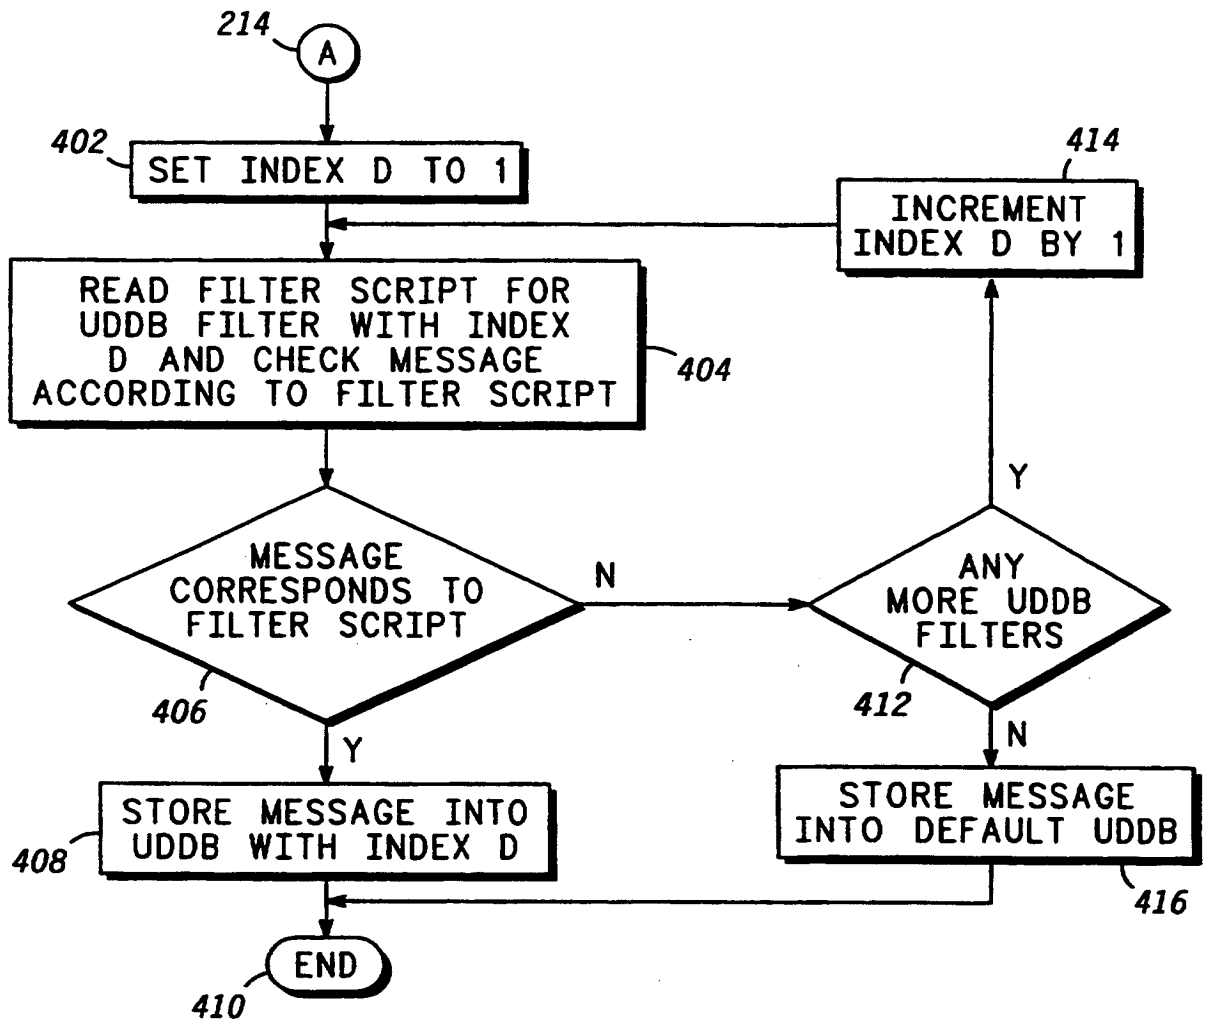 214
A
402
SET INDEX D TO 1
414
INCREMENT
INDEX D BY 1
READ FILTER SCRIPT FOR
UDDB FILTER WITH INDEX
D AND CHECK MESSAGE
ACCORDING TO FILTER SCRIPT
404
MESSAGE
CORRESPONDS TO
FILTER SCRIPT
406
N
Y
Y
ANY
MORE UDDB
FILTERS
412
N
STORE MESSAGE INTO
UDDB WITH INDEX D
408
STORE MESSAGE
INTO DEFAULT UDDB
416
END
410